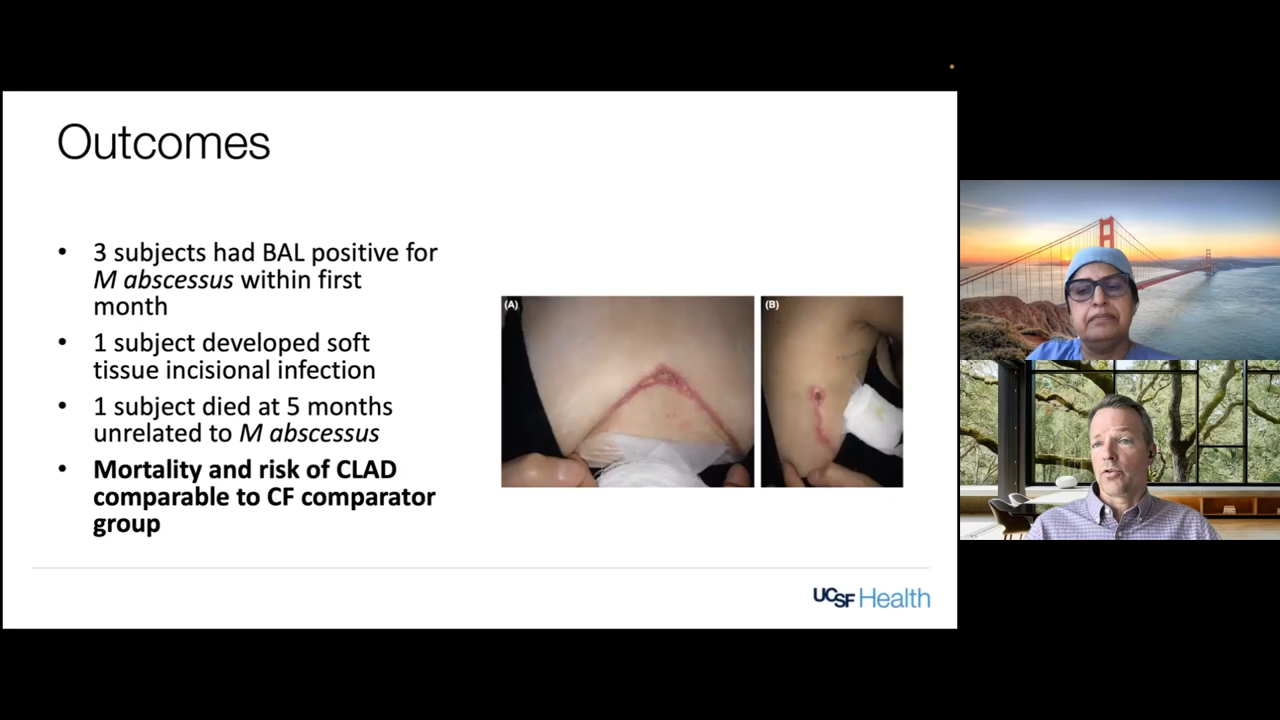 Outcomes
• 3 subjects had BAL positive for
M abscessus within first
month
• 1 subject developed soft
tissue incisional infection
• 1 subject died at 5 months
unrelated to M abscessus
• Mortality and risk of CLAD
comparable to CF comparator
group
(A)
(B)
UCSF Health